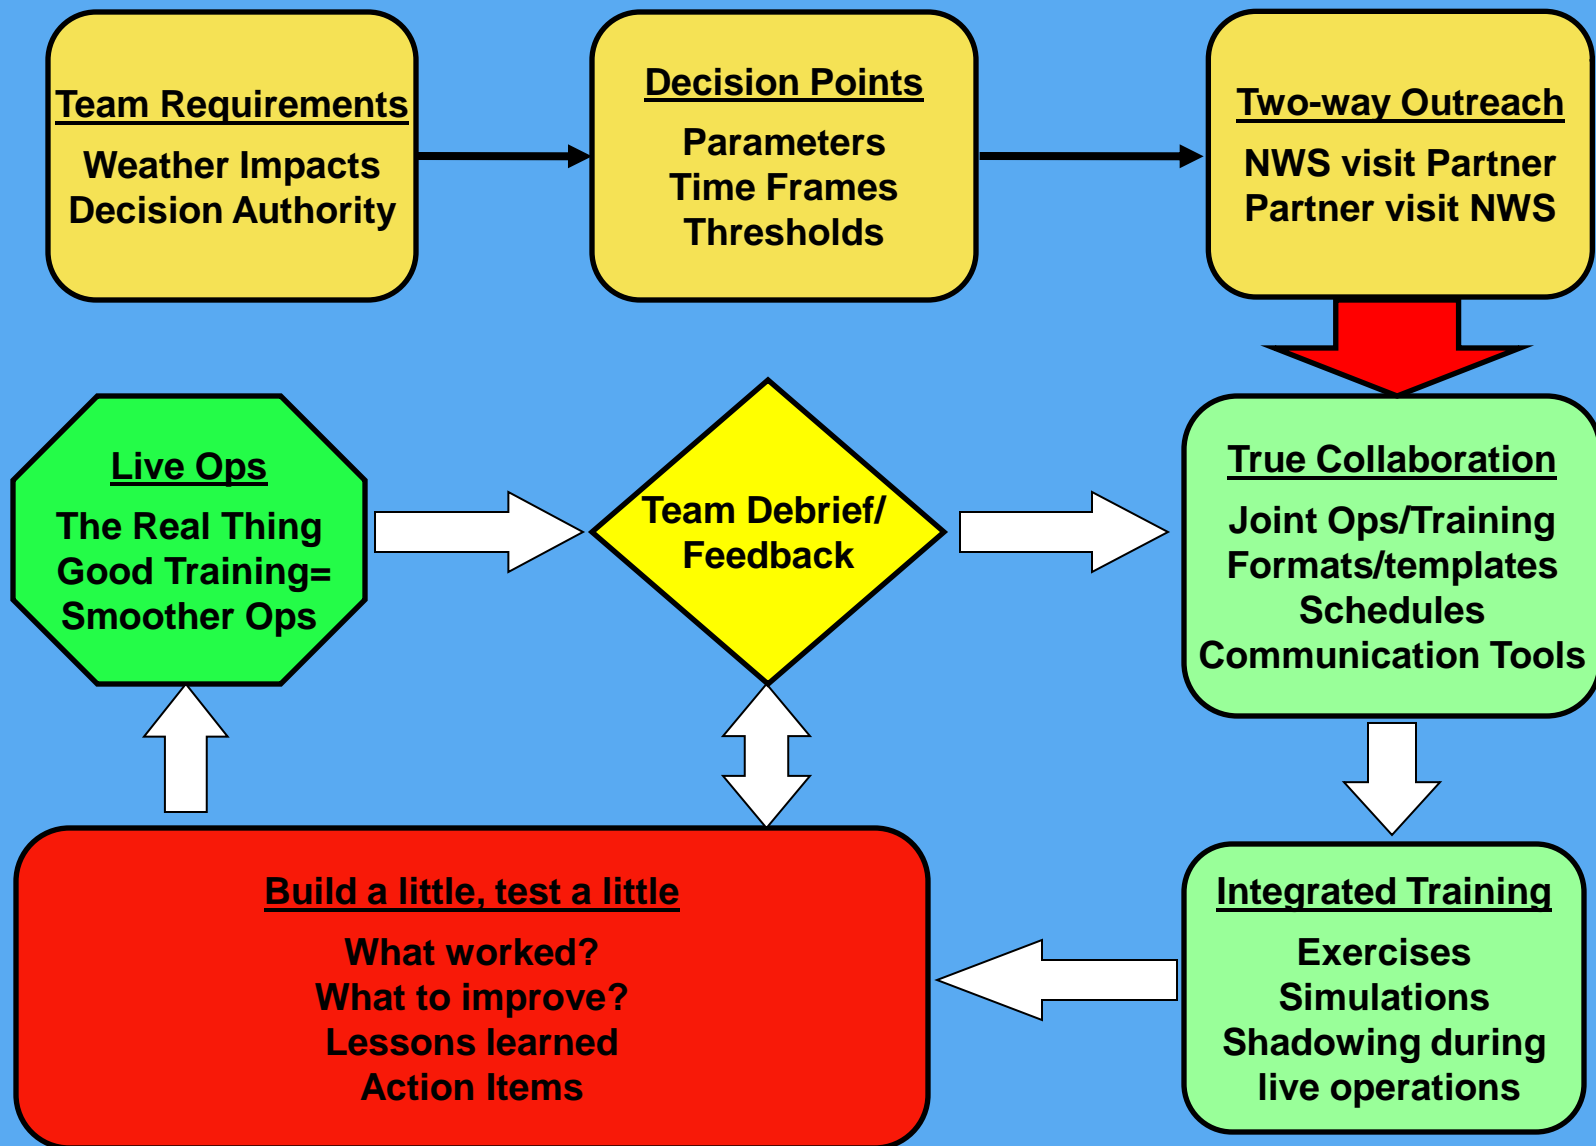 Team Requirements
Weather Impacts
Decision Authority
Decision Points
Parameters
Time Frames
Thresholds
Two-way Outreach
NWS visit Partner
Partner visit NWS
Live Ops
The Real Thing
Good Training=
Smoother Ops
Team Debrief/
Feedback
True Collaboration
Joint Ops/Training
Formats/templates
Schedules
Communication Tools
Build a little, test a little
What worked?
What to improve?
Lessons learned
Action Items
Integrated Training
Exercises
Simulations
Shadowing during
live operations